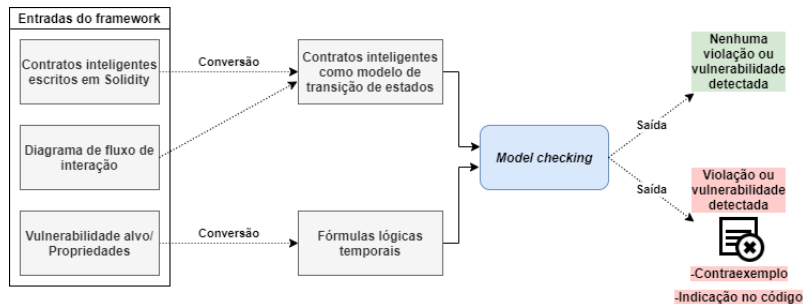 Entradas do framework
Contratos inteligentes
escritos em Solidity
Conversão
Contratos inteligentes
como modelo de
transição de estados
Diagrama de fluxo de
interação
Vulnerabilidade alvo/
Propriedades
Conversão
Fórmulas lógicas
temporais
Model checking
Saída
Nenhuma
violação ou
vulnerabilidade
detectada
Saída
Violação ou
vulnerabilidade
detectada
-Contraexemplo
-Indicação no código